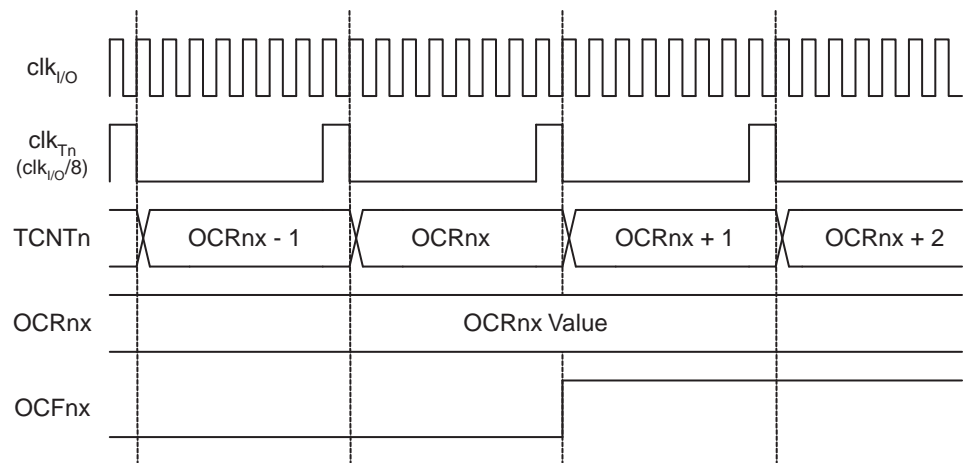 clkI/O
clkTn
(clkI/O/8)
TCNTn OCRnx - 1 OCRnx OCRnx + 1 OCRnx + 2
OCRnx OCRnx Value
OCFnx